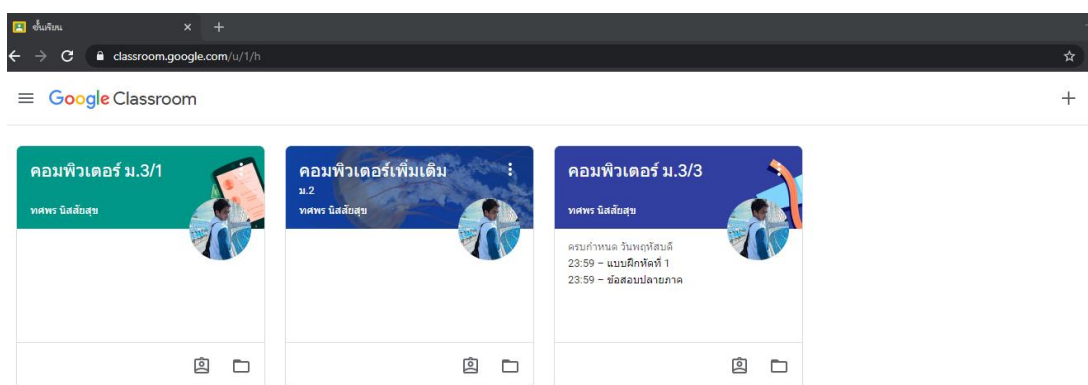 ชั้นเรียน
classroom.google.com/u/1/h
Google Classroom
คอมพิวเตอร์ ม.3/1
ทศพร นิสสัยสุข
คอมพิวเตอร์เพิ่มเติม
ม.2
ทศพร นิสสัยสุข
คอมพิวเตอร์ ม.3/3
ทศพร นิสสัยสุข
ครบกำหนด วันพฤหัสบดี
23:59 – แบบฝึกหัดที่ 1
23:59 – ข้อสอบปลายภาค